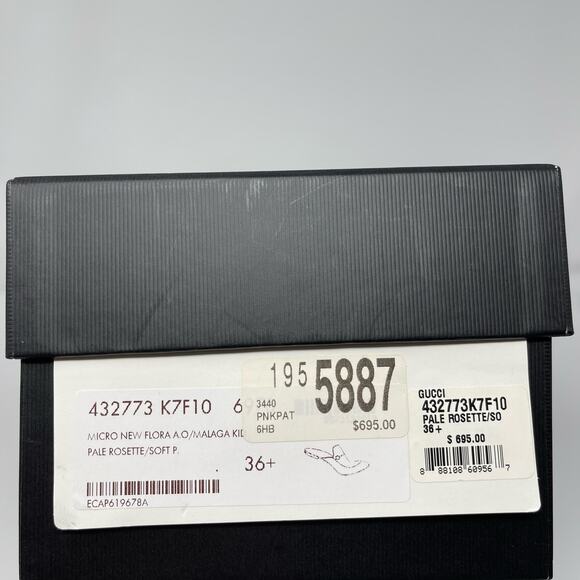 432773 K7F10
MICRO NEW FLORA A.O/MALAGA KID
PALE ROSETTE/SOFT P.
36+
ECAP619678A
195 5887
3440
PNKPAT
6HB
$695.00
GUCCI
432773K7F10
PALE ROSETTE/SO
36+
$ 695.00
8 88108 60956 7